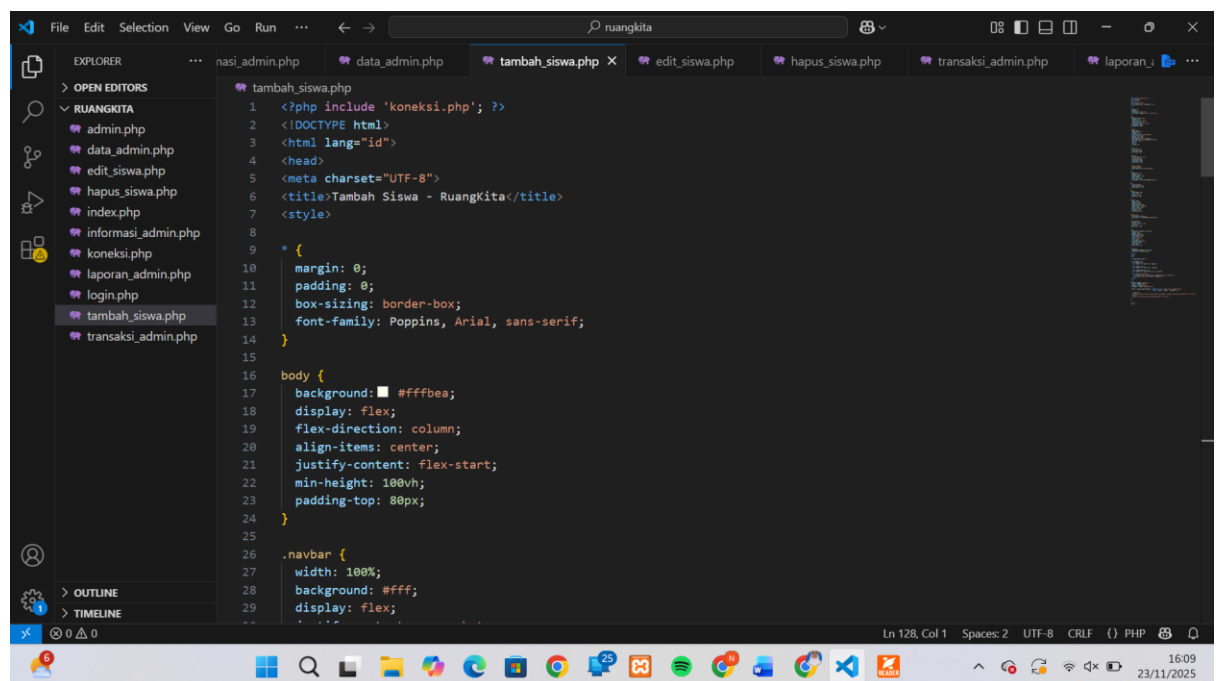 File Edit Selection View Go Run ··· ruangkita
EXPLORER ···
> OPEN EDITORS
RUANGKITA
admin.php
data_admin.php
edit_siswa.php
hapus_siswa.php
index.php
informasi_admin.php
koneksi.php
laporan_admin.php
login.php
tambah_siswa.php
transaksi_admin.php
> OUTLINE
> TIMELINE
nasi_admin.php data_admin.php tambah_siswa.php × edit_siswa.php hapus_siswa.php transaksi_admin.php laporan_a ···
tambah_siswa.php
1 <?php include 'koneksi.php'; ?>
2 <!DOCTYPE html>
3 <html lang="id">
4 <head>
5 <meta charset="UTF-8">
6 <title>Tambah Siswa - RuangKita</title>
7 <style>
8
9 * {
10 margin: 0;
11 padding: 0;
12 box-sizing: border-box;
13 font-family: Poppins, Arial, sans-serif;
14 }
15
16 body {
17 background: #fffbea;
18 display: flex;
19 flex-direction: column;
20 align-items: center;
21 justify-content: flex-start;
22 min-height: 100vh;
23 padding-top: 80px;
24 }
25
26 .navbar {
27 width: 100%;
28 background: #fff;
29 display: flex;
0 0 Ln 128, Col 1 Spaces: 2 UTF-8 CRLF {} PHP
6 25 16:09
23/11/2025